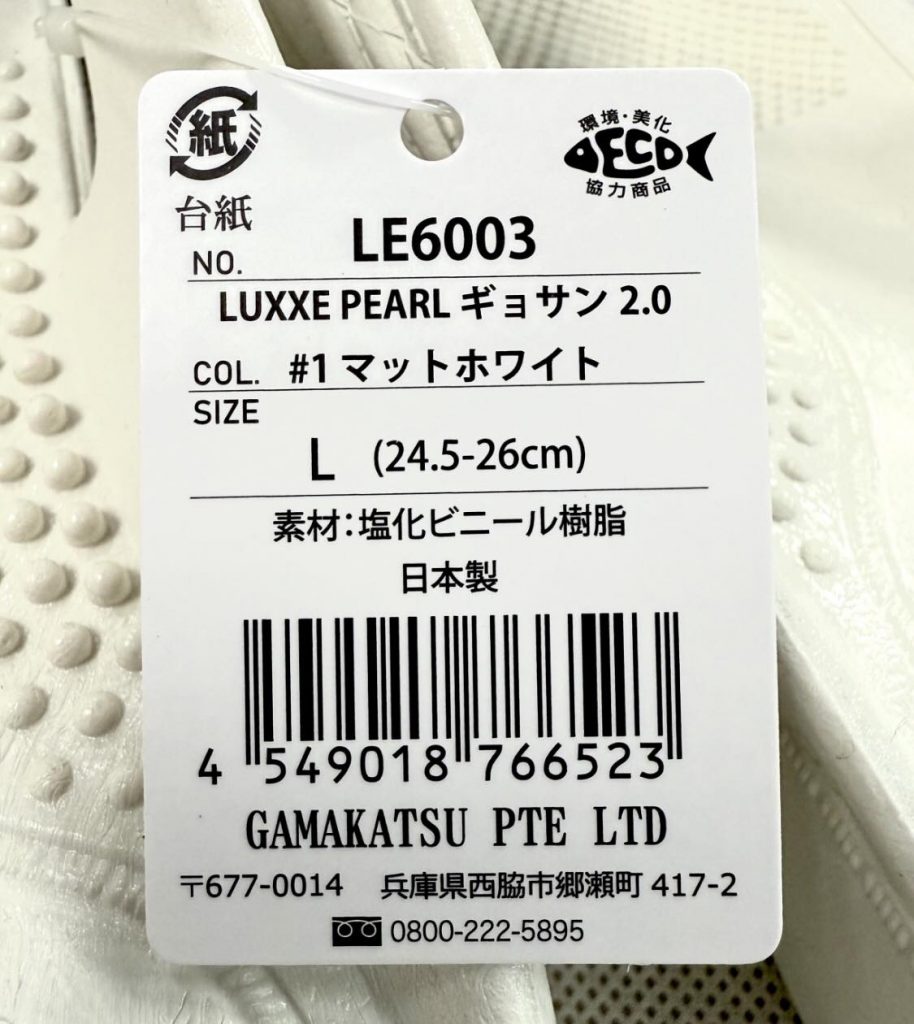 紙
台紙
環境・美化
ECO
協力商品
NO. LE6003
LUXXE PEARL ギョサン 2.0
COL. #1 マットホワイト
SIZE
L (24.5-26cm)
素材：塩化ビニール樹脂
日本製
4 549018 766523
GAMAKATSU PTE LTD
〒677-0014 兵庫県西脇市郷瀬町 417-2
0800-222-5895